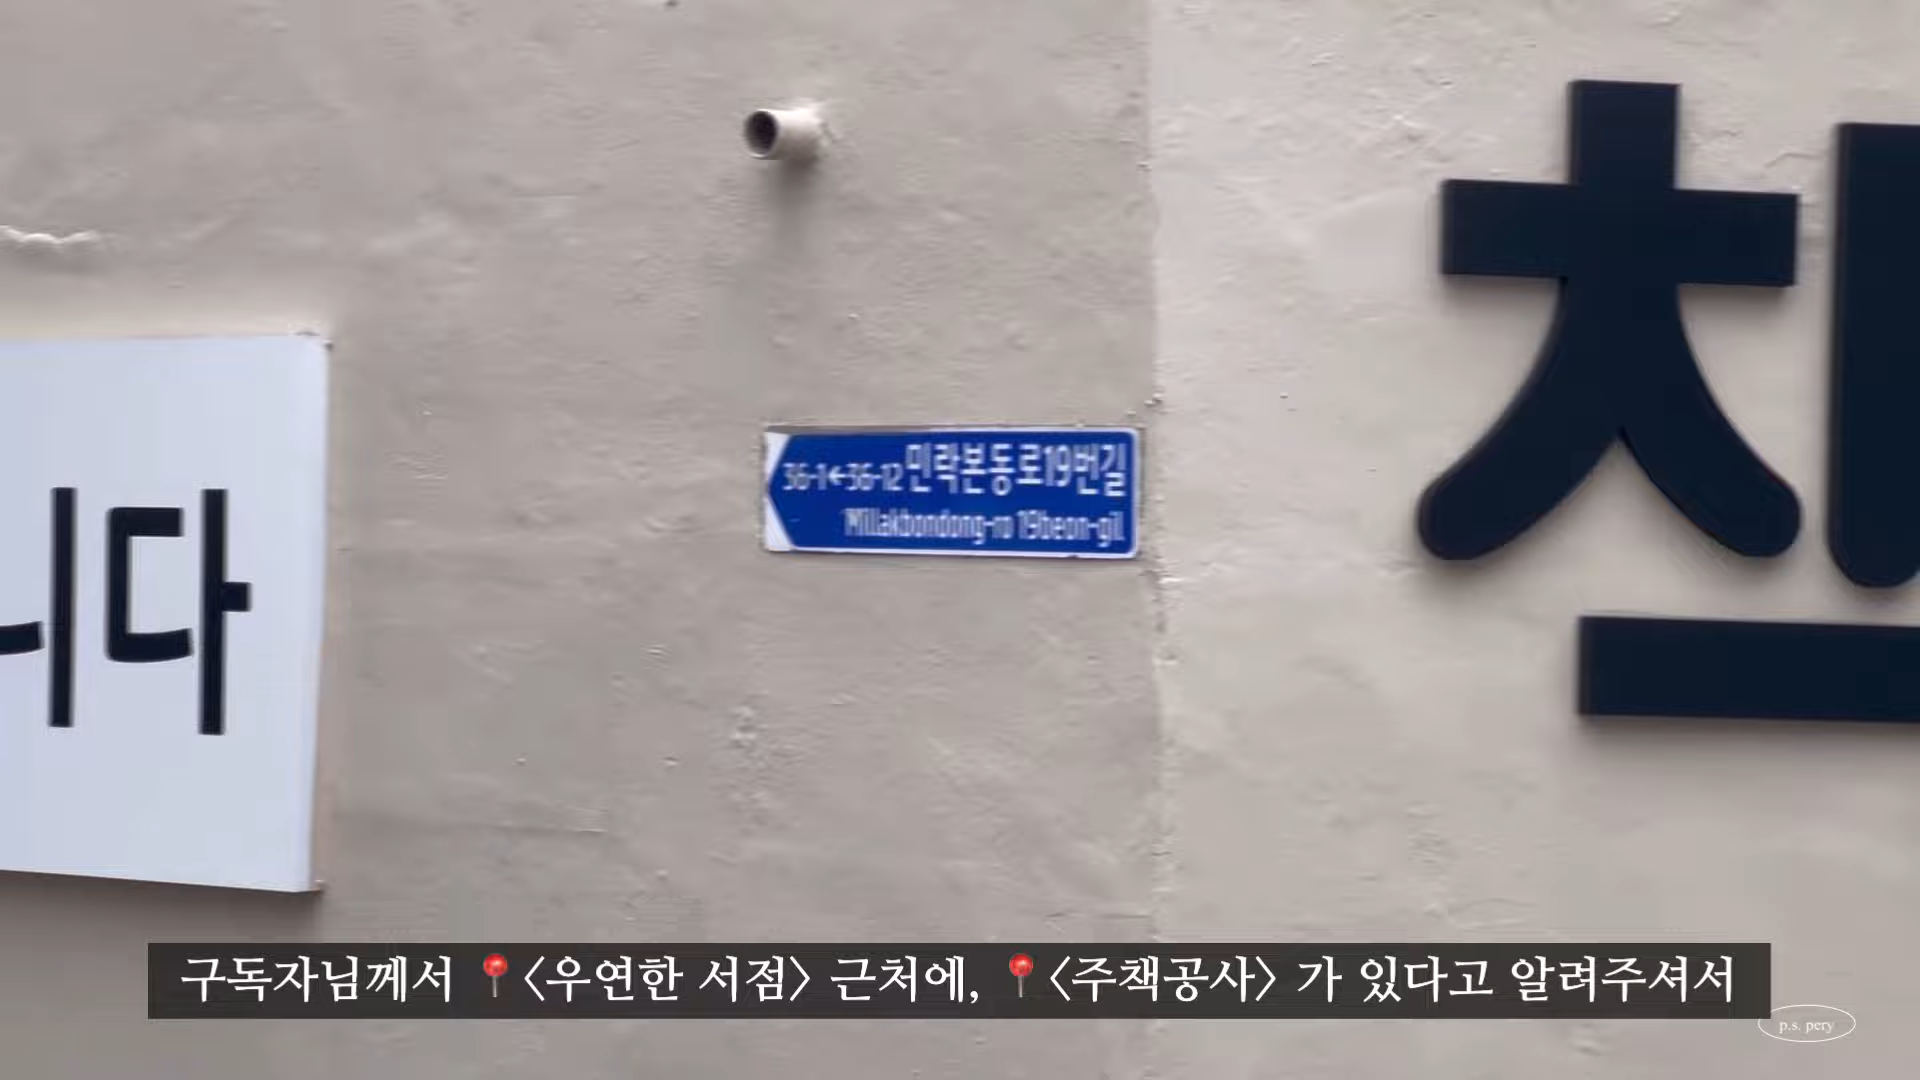 니다
36-1←36-12 민락본동로19번길
Millakbondong-ro 19beon-gil
친
구독자님께서 📍〈우연한 서점〉 근처에, 📍〈주책공사〉 가 있다고 알려주셔서
p.s. pery